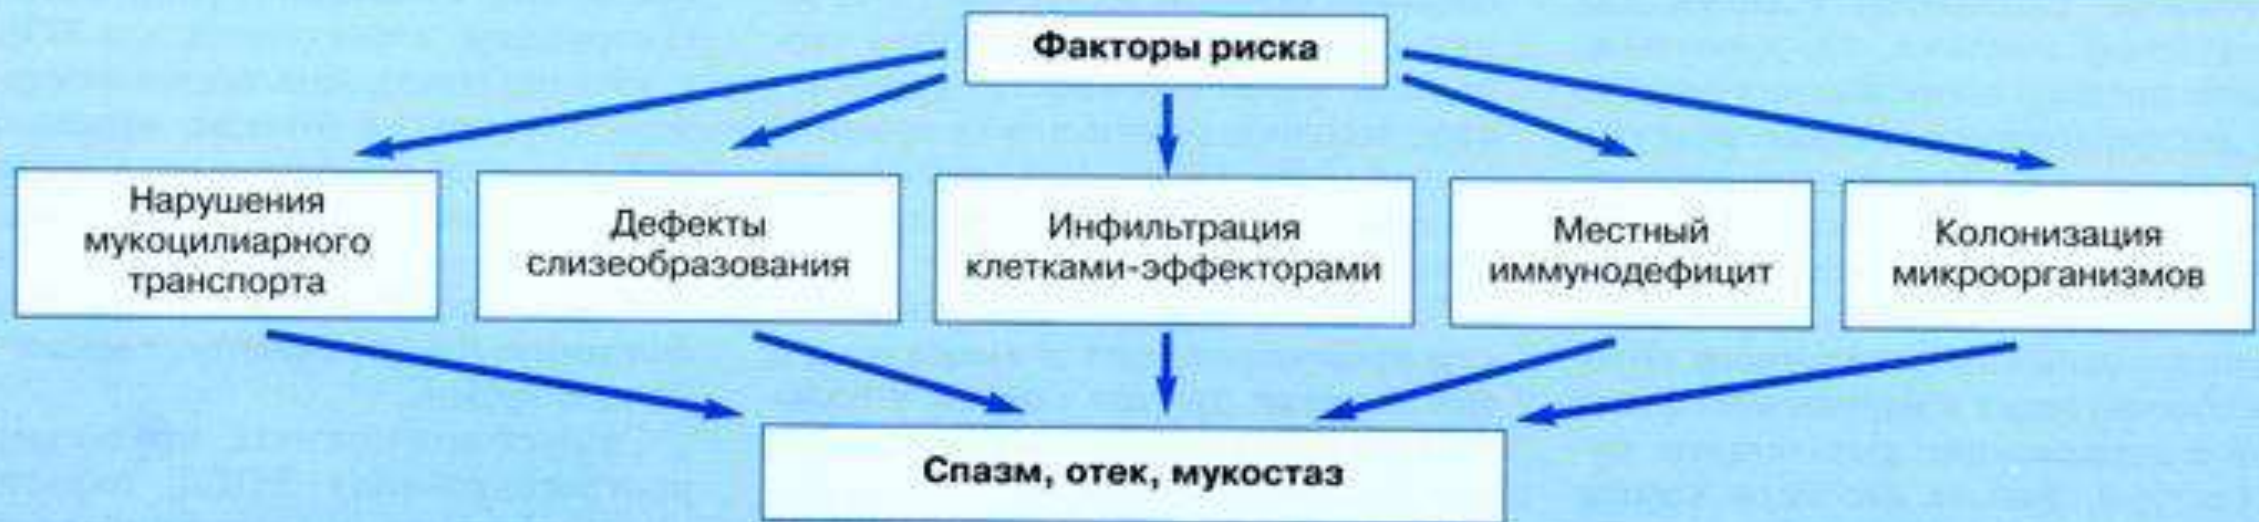 Факторы риска
Нарушения
мукоцилиарного
транспорта
Дефекты
слизеобразования
Инфильтрация
клетками-эффекторами
Местный
иммунодефицит
Колонизация
микроорганизмов
Спазм, отек, мукостаз